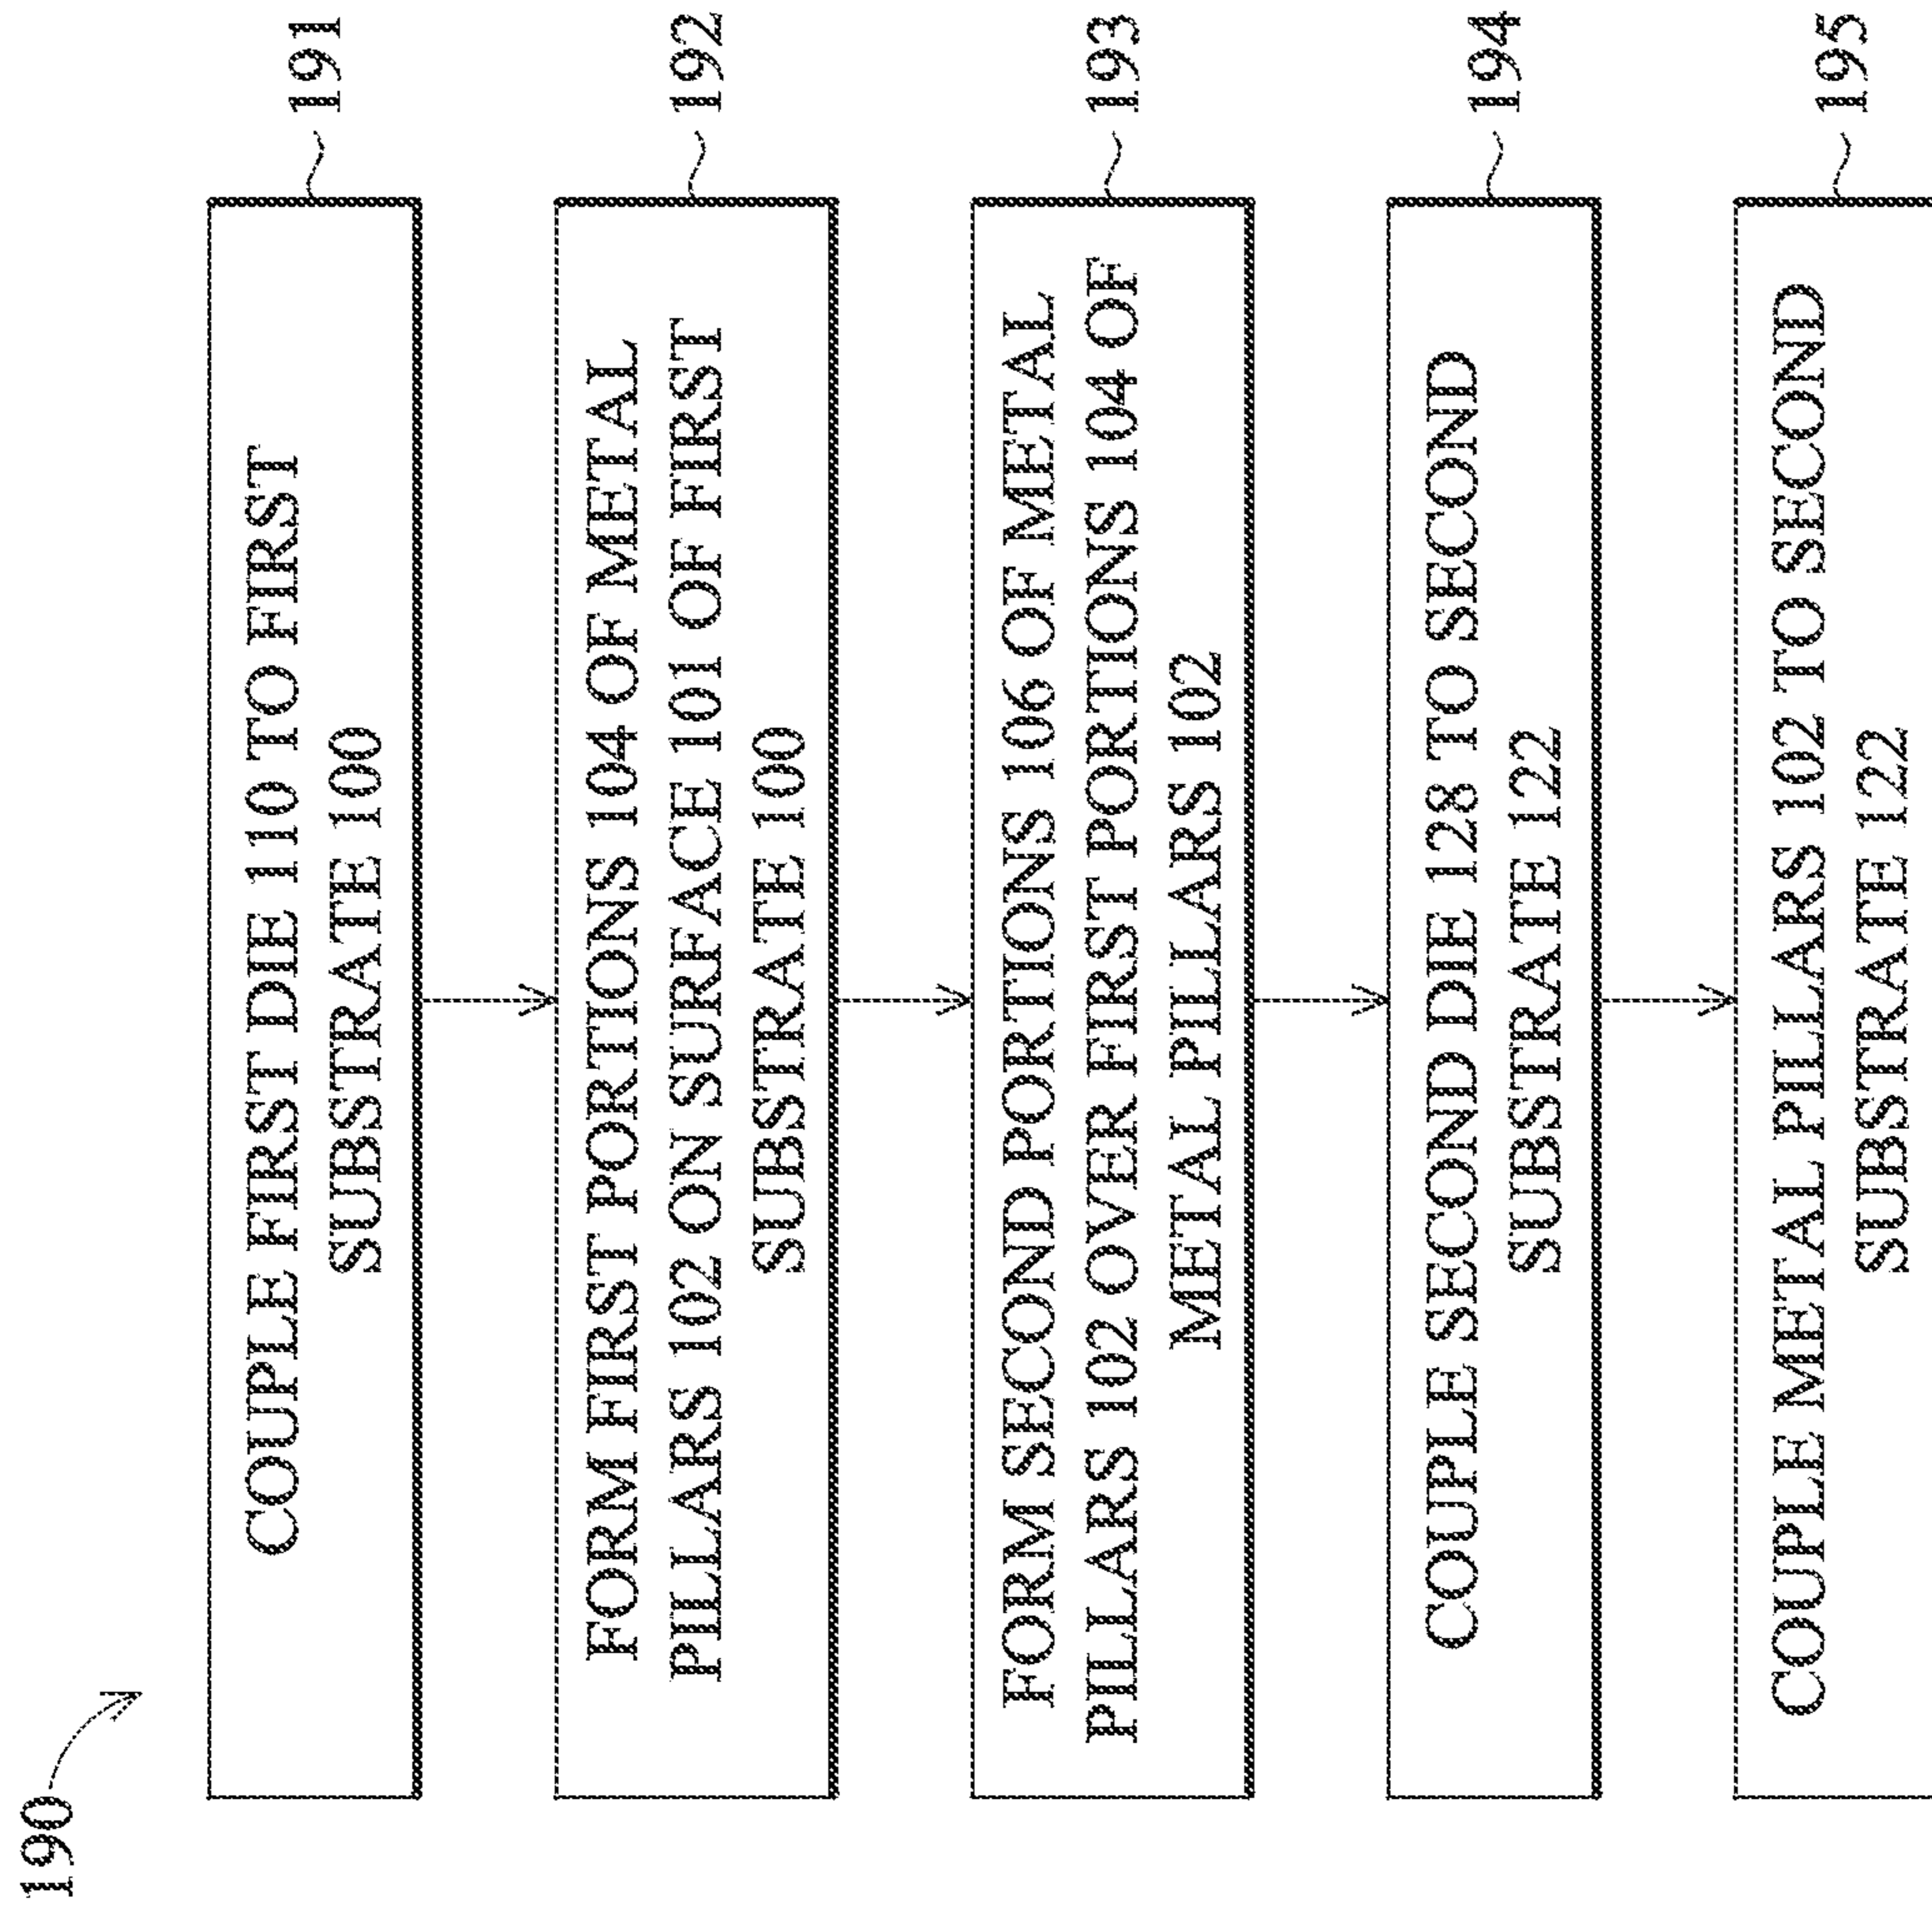 190
COUPLE FIRST DIE 110 TO FIRST
SUBSTRATE 100
191
FORM FIRST PORTIONS 104 OF METAL
PILLARS 102 ON SURFACE 101 OF FIRST
SUBSTRATE 100
192
FORM SECOND PORTIONS 106 OF METAL
PILLARS 102 OVER FIRST PORTIONS 104 OF
METAL PILLARS 102
193
COUPLE SECOND DIE 128 TO SECOND
SUBSTRATE 122
194
COUPLE METAL PILLARS 102 TO SECOND
SUBSTRATE 122
195